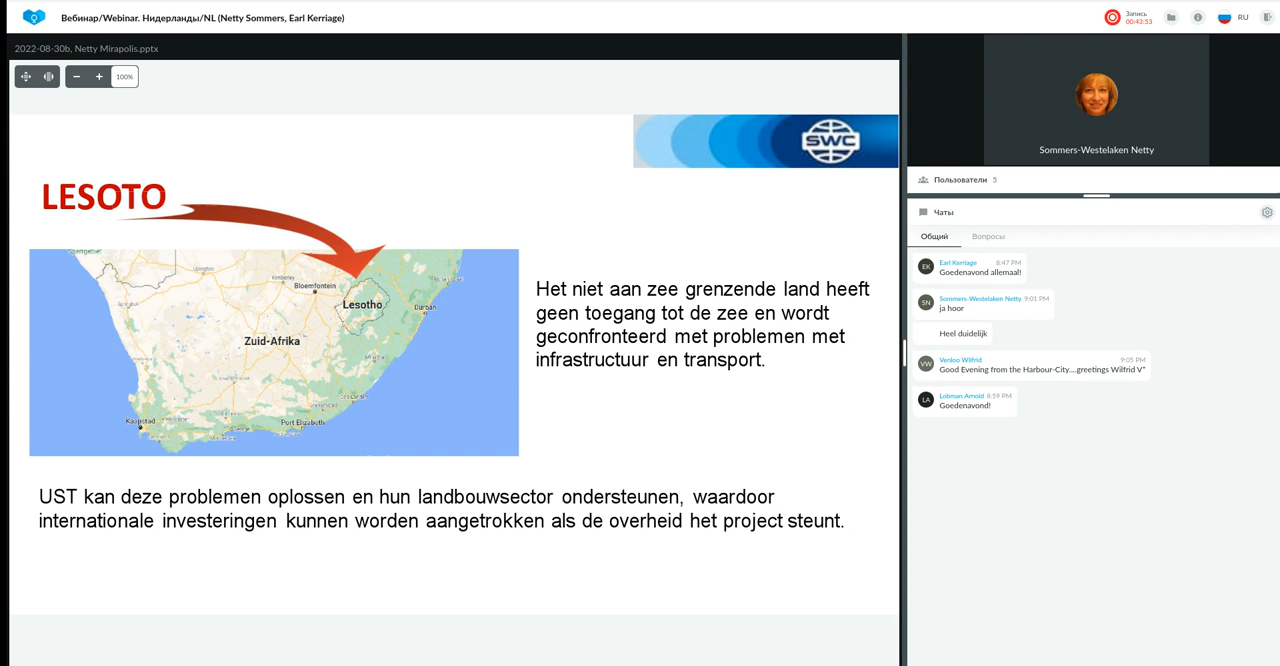 Вебинар/Webinar. Нидерланды/NL (Netty Sommers, Earl Kerriage)
Запись
00:43:53
RU
2022-08-30b, Netty Mirapolis.pptx
100%
SWC
LESOTO
Upington
Kimberley
Bloemfontein
Lesotho
Durban
Zuid-Afrika
Kaapstad
Port Elizabeth
Het niet aan zee grenzende land heeft
geen toegang tot de zee en wordt
geconfronteerd met problemen met
infrastructuur en transport.
UST kan deze problemen oplossen en hun landbouwsector ondersteunen, waardoor
internationale investeringen kunnen worden aangetrokken als de overheid het project steunt.
Sommers-Westelaken Netty
Пользователи 5
Чаты
Общий Вопросы
EK
Earl Kerriage 8:47 PM
Goedenavond allemaal!
SN
Sommers-Westelaken Netty 9:01 PM
ja hoor
Heel duidelijk
VW
Venloo Wilfrid 9:05 PM
Good Evening from the Harbour-City....greetings Wilfrid V"
LA
Lobman Arnold 8:59 PM
Goedenavond!